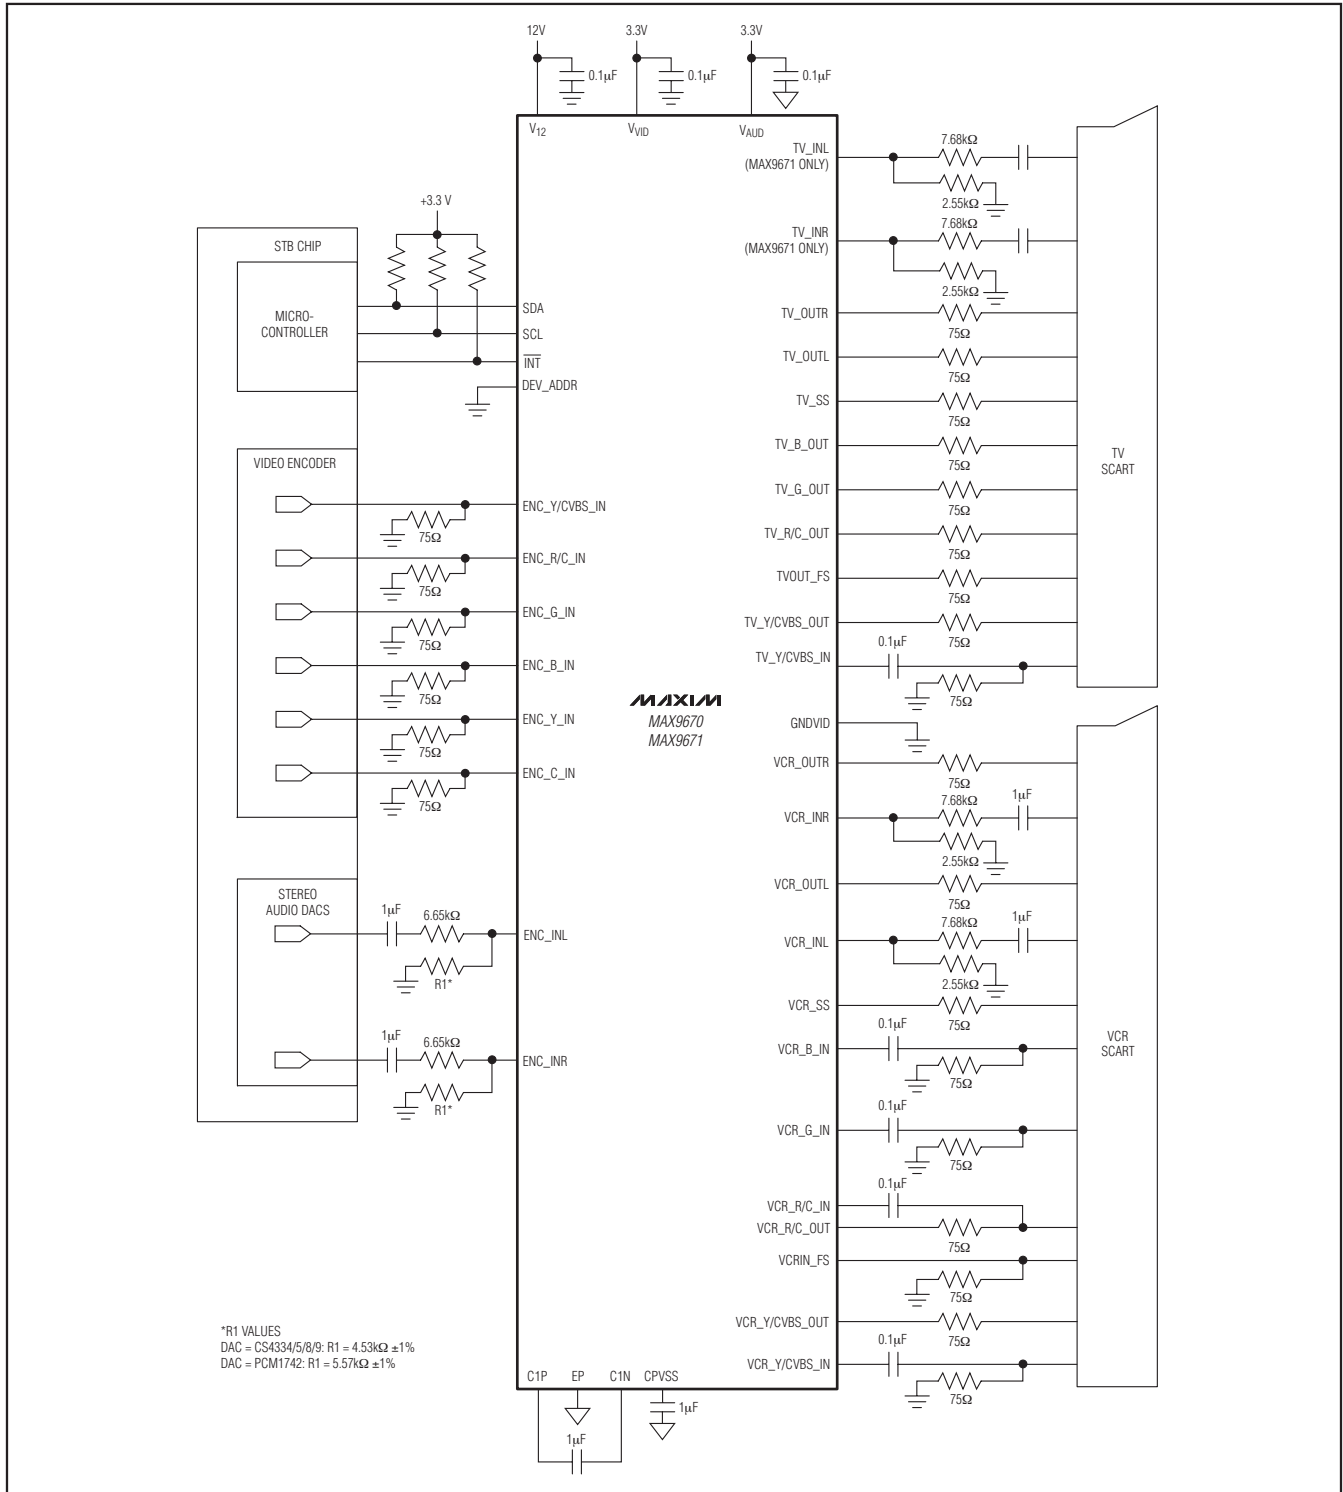 12V
3.3V
3.3V
0.1µF
0.1µF
0.1µF
V12
VVID
VAUD
TV_INL
(MAX9671 ONLY)
7.68kΩ
2.55kΩ
TV_INR
(MAX9671 ONLY)
7.68kΩ
2.55kΩ
+3.3 V
STB CHIP
MICRO-
CONTROLLER
SDA
SCL
INT
DEV_ADDR
TV_OUTR
75Ω
TV_OUTL
75Ω
TV_SS
75Ω
TV_B_OUT
75Ω
TV_G_OUT
75Ω
TV_R/C_OUT
75Ω
TVOUT_FS
75Ω
TV_Y/CVBS_OUT
75Ω
TV_Y/CVBS_IN
0.1µF
75Ω
TV
SCART
VIDEO ENCODER
ENC_Y/CVBS_IN
75Ω
ENC_R/C_IN
75Ω
ENC_G_IN
75Ω
ENC_B_IN
75Ω
ENC_Y_IN
75Ω
ENC_C_IN
75Ω
MAXIM
MAX9670
MAX9671
GNDVID
VCR_OUTR
75Ω
VCR_INR
7.68kΩ
1µF
2.55kΩ
VCR_OUTL
75Ω
VCR_INL
7.68kΩ
1µF
2.55kΩ
VCR_SS
75Ω
VCR_B_IN
0.1µF
75Ω
VCR_G_IN
0.1µF
75Ω
VCR_R/C_IN
0.1µF
VCR_R/C_OUT
75Ω
VCRIN_FS
75Ω
VCR_Y/CVBS_OUT
75Ω
VCR_Y/CVBS_IN
0.1µF
75Ω
VCR
SCART
STEREO
AUDIO DACS
1µF
6.65kΩ
ENC_INL
R1*
1µF
6.65kΩ
ENC_INR
R1*
*R1 VALUES
DAC = CS4334/5/8/9: R1 = 4.53kΩ ±1%
DAC = PCM1742: R1 = 5.57kΩ ±1%
C1P
EP
C1N
CPVSS
1µF
1µF